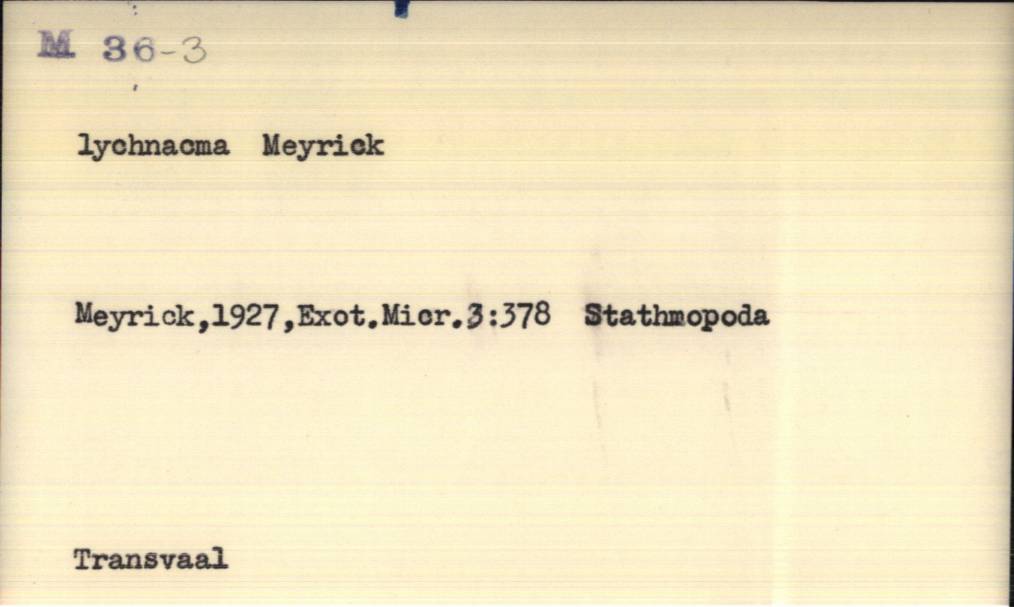 M 36-3
lychnacma Meyrick
Meyrick,1927,Exot.Micr.3:378 Stathmopoda
Transvaal